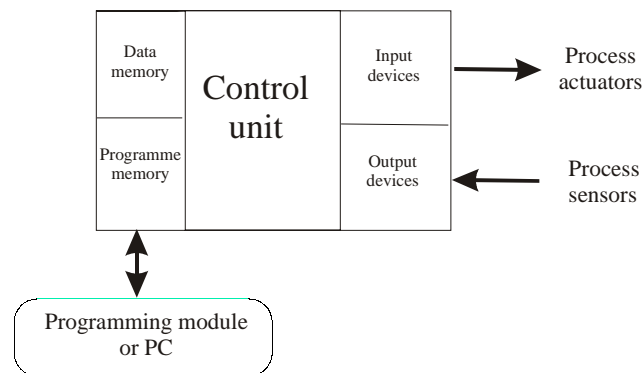 Data
memory
Control
unit
Input
devices
Process
actuators
Programme
memory
Output
devices
Process
sensors
Programming module
or PC